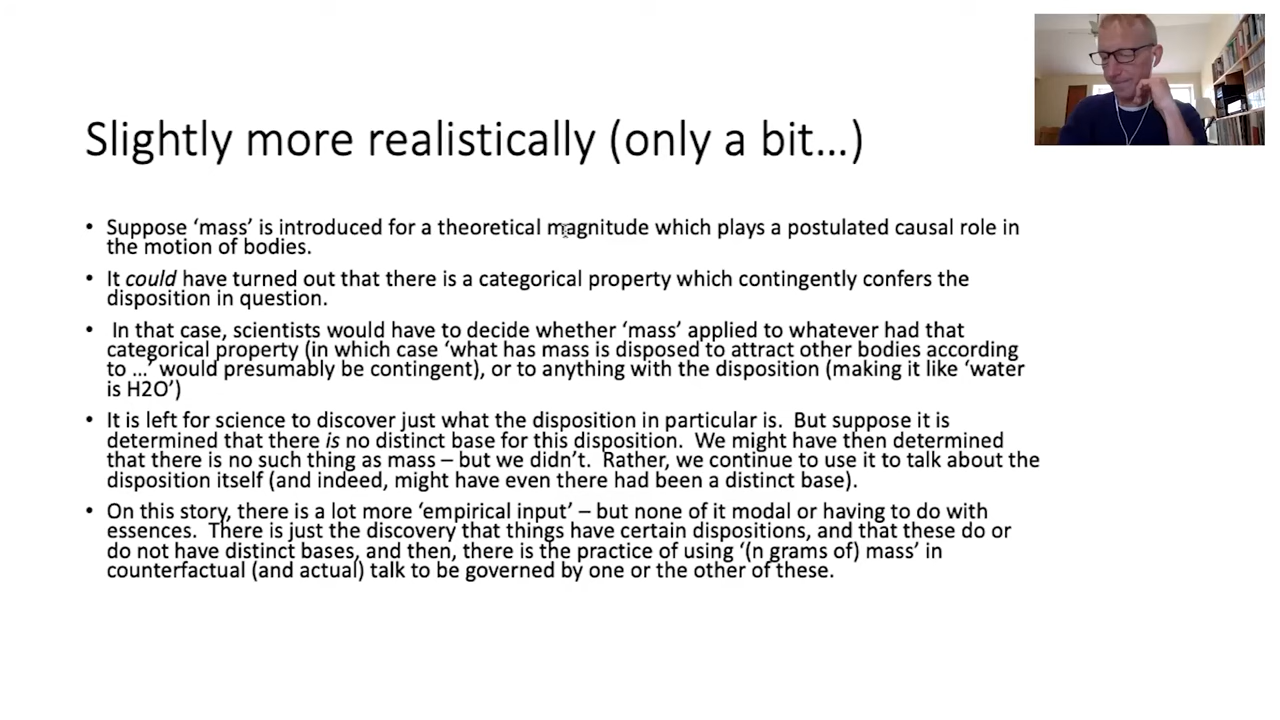 Slightly more realistically (only a bit…)
• Suppose ‘mass’ is introduced for a theoretical magnitude which plays a postulated causal role in
the motion of bodies.
• It could have turned out that there is a categorical property which contingently confers the
disposition in question.
• In that case, scientists would have to decide whether ‘mass’ applied to whatever had that
categorical property (in which case ‘what has mass is disposed to attract other bodies according
to …’ would presumably be contingent), or to anything with the disposition (making it like ‘water
is H2O’)
• It is left for science to discover just what the disposition in particular is. But suppose it is
determined that there is no distinct base for this disposition. We might have then determined
that there is no such thing as mass – but we didn’t. Rather, we continue to use it to talk about the
disposition itself (and indeed, might have even there had been a distinct base).
• On this story, there is a lot more ‘empirical input’ – but none of it modal or having to do with
essences. There is just the discovery that things have certain dispositions, and that these do or
do not have distinct bases, and then, there is the practice of using ‘(n grams of) mass’ in
counterfactual (and actual) talk to be governed by one or the other of these.